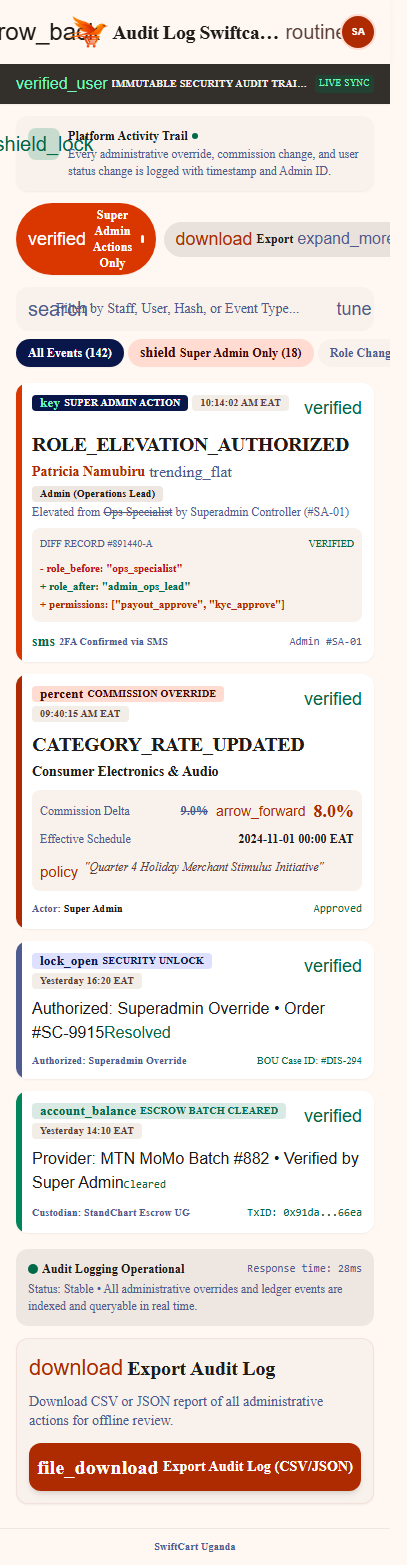 row_back Audit Log Swiftca... routine SA
verified_user IMMUTABLE SECURITY AUDIT TRAI... LIVE SYNC
shield_lock Platform Activity Trail
Every administrative override, commission change, and user
status change is logged with timestamp and Admin ID.
verified Super
Admin
Actions
Only
download Export expand_more
search Filter by Staff, User, Hash, or Event Type... tune
All Events (142) shield Super Admin Only (18) Role Chang
key SUPER ADMIN ACTION 10:14:02 AM EAT verified
ROLE_ELEVATION_AUTHORIZED
Patricia Namubiru trending_flat
Admin (Operations Lead)
Elevated from Ops Specialist by Superadmin Controller (#SA-01)
DIFF RECORD #891440-A VERIFIED
- role_before: "ops_specialist"
+ role_after: "admin_ops_lead"
+ permissions: ["payout_approve", "kyc_approve"]
sms 2FA Confirmed via SMS Admin #SA-01
percent COMMISSION OVERRIDE verified
09:40:15 AM EAT
CATEGORY_RATE_UPDATED
Consumer Electronics & Audio
Commission Delta 9.0% arrow_forward 8.0%
Effective Schedule 2024-11-01 00:00 EAT
policy "Quarter 4 Holiday Merchant Stimulus Initiative"
Actor: Super Admin Approved
lock_open SECURITY UNLOCK verified
Yesterday 16:20 EAT
Authorized: Superadmin Override • Order
#SC-9915Resolved
Authorized: Superadmin Override BOU Case ID: #DIS-294
account_balance ESCROW BATCH CLEARED verified
Yesterday 14:10 EAT
Provider: MTN MoMo Batch #882 • Verified by
Super AdminCleared
Custodian: StandChart Escrow UG TxID: 0x91da...66ea
Audit Logging Operational Response time: 28ms
Status: Stable • All administrative overrides and ledger events are
indexed and queryable in real time.
download Export Audit Log
Download CSV or JSON report of all administrative
actions for offline review.
file_download Export Audit Log (CSV/JSON)
SwiftCart Uganda